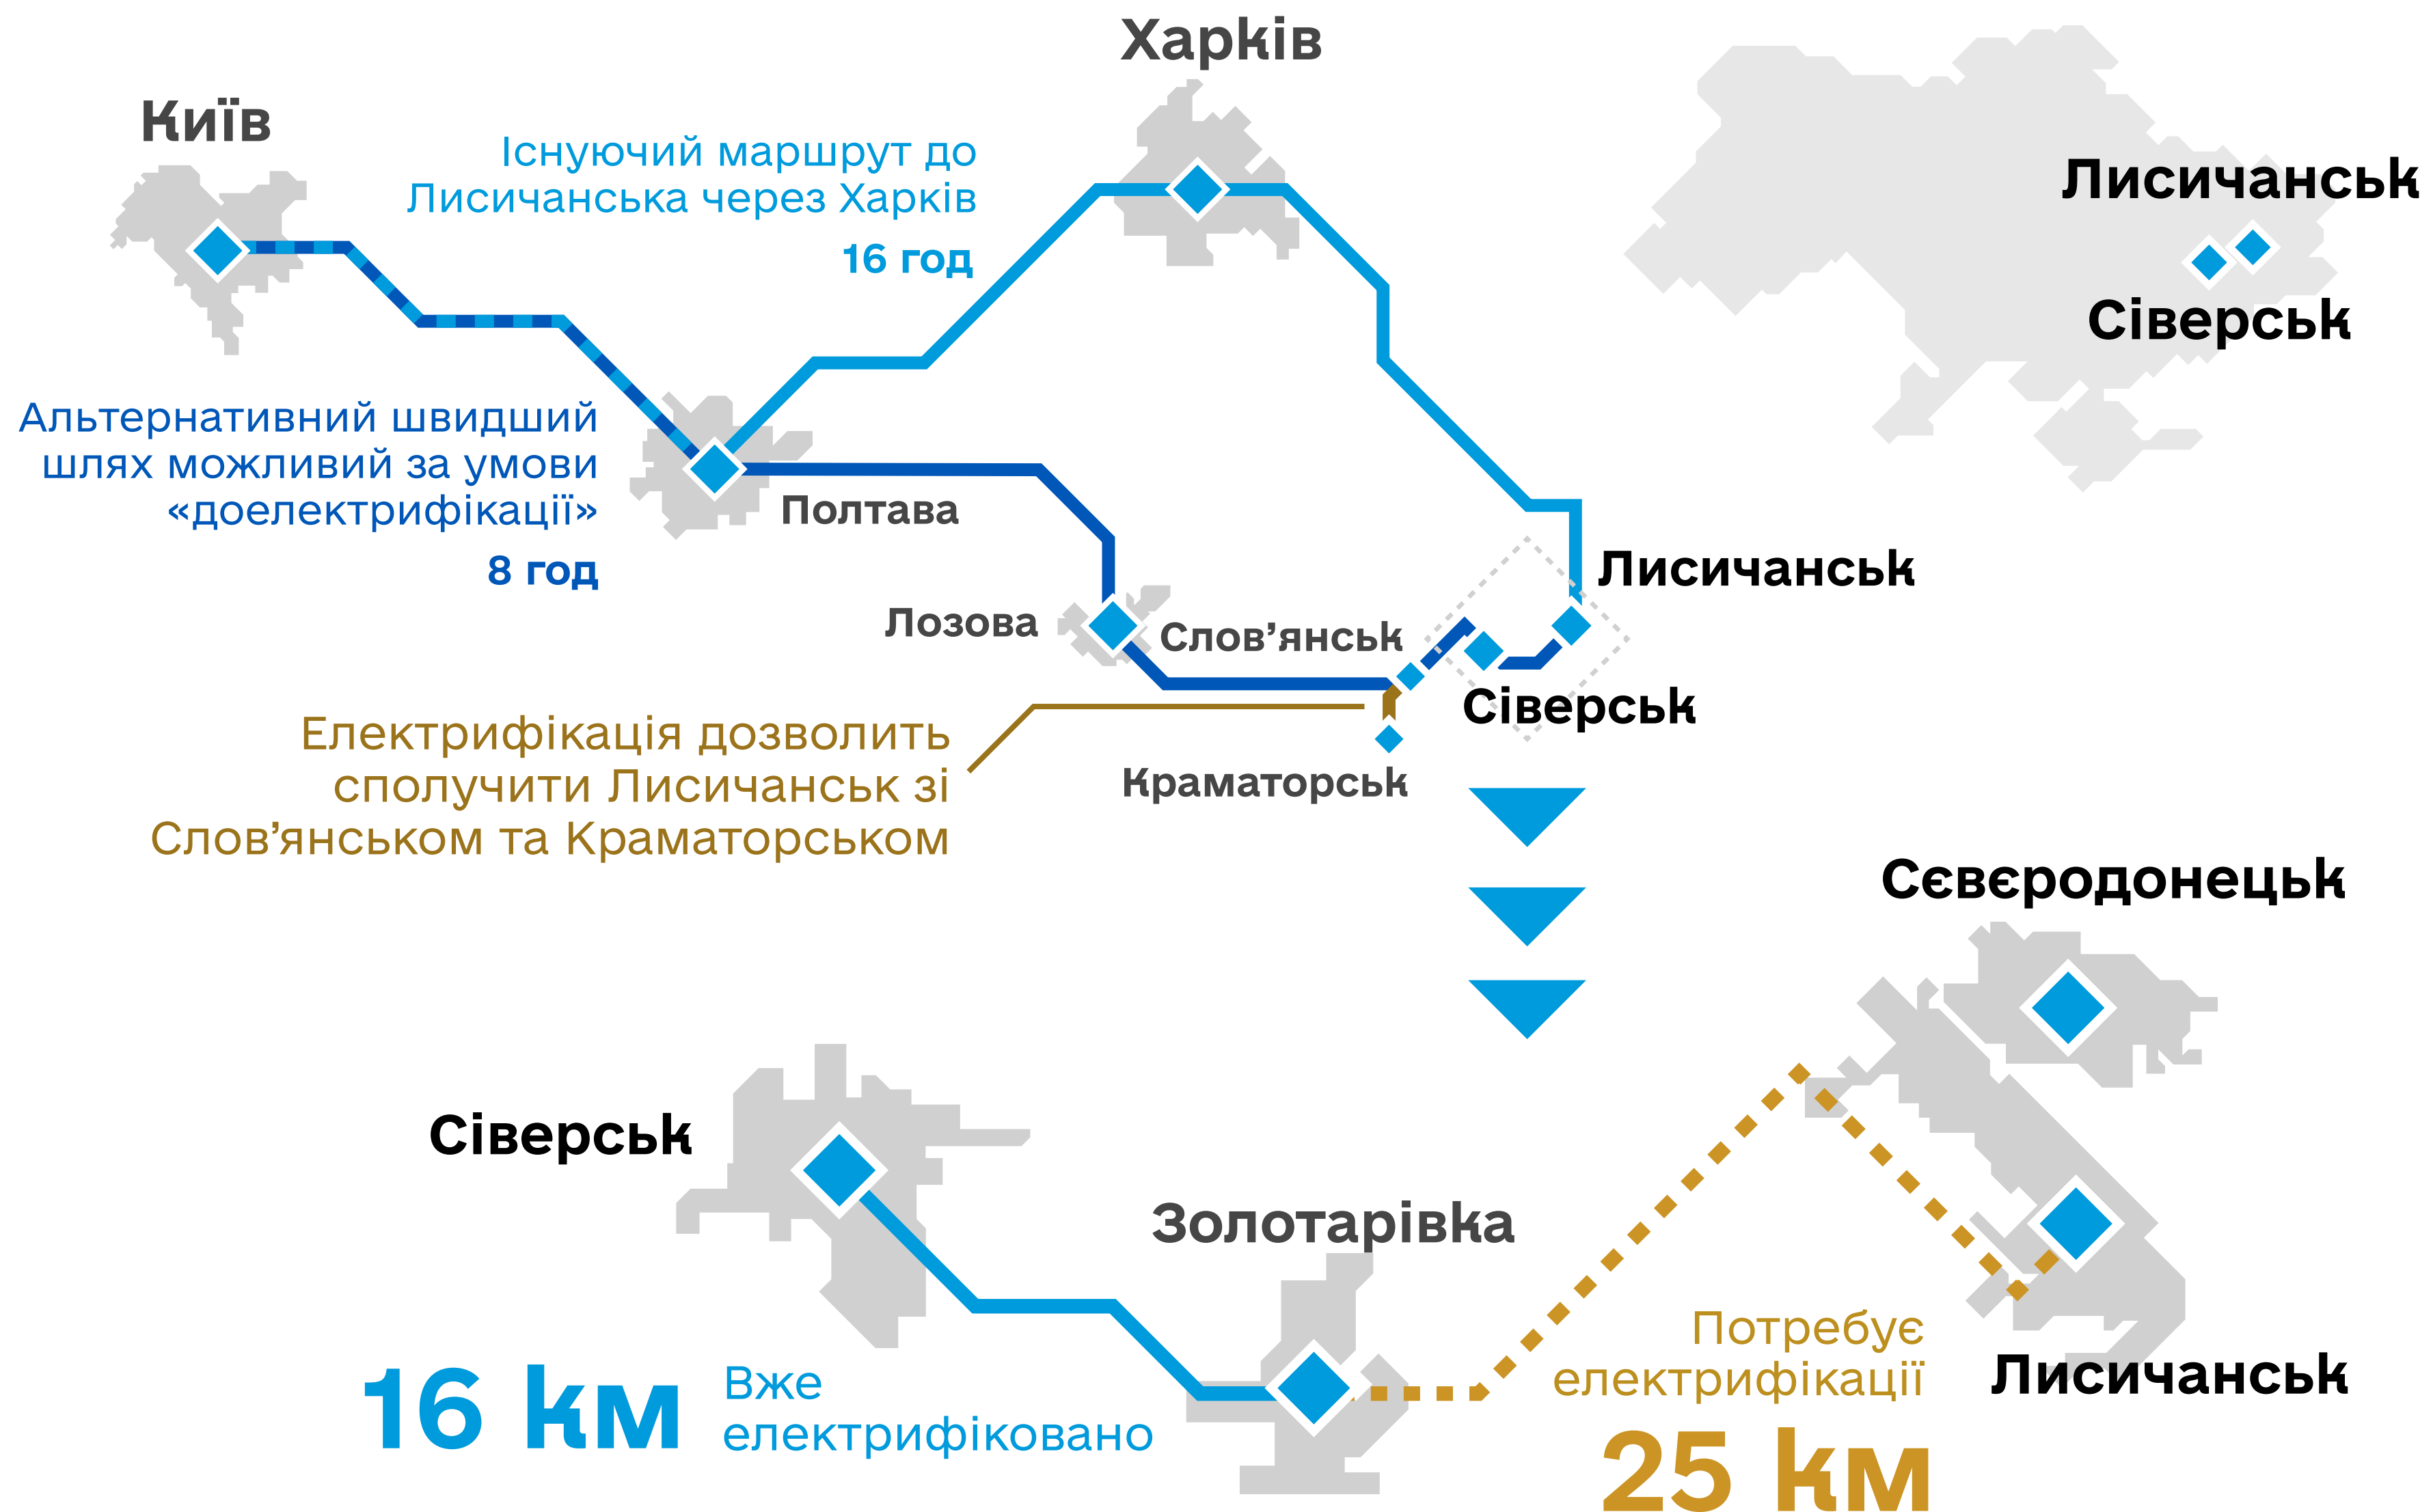 Харків
Київ
Існуючий маршрут до
Лисичанська через Харків
16 год
Лисичанськ
Сіверськ
Альтернативний швидший
шлях можливий за умови
«доелектрифікації»
8 год
Полтава
Лисичанськ
Лозова
Слов’янськ
Сіверськ
Електрифікація дозволить
сполучити Лисичанськ зі
Слов’янськом та Краматорськом
Краматорськ
Сєвєродонецьк
Сіверськ
Золотарівка
Потребує
електрифікації
25 км
Лисичанськ
16 км
Вже
електрифіковано